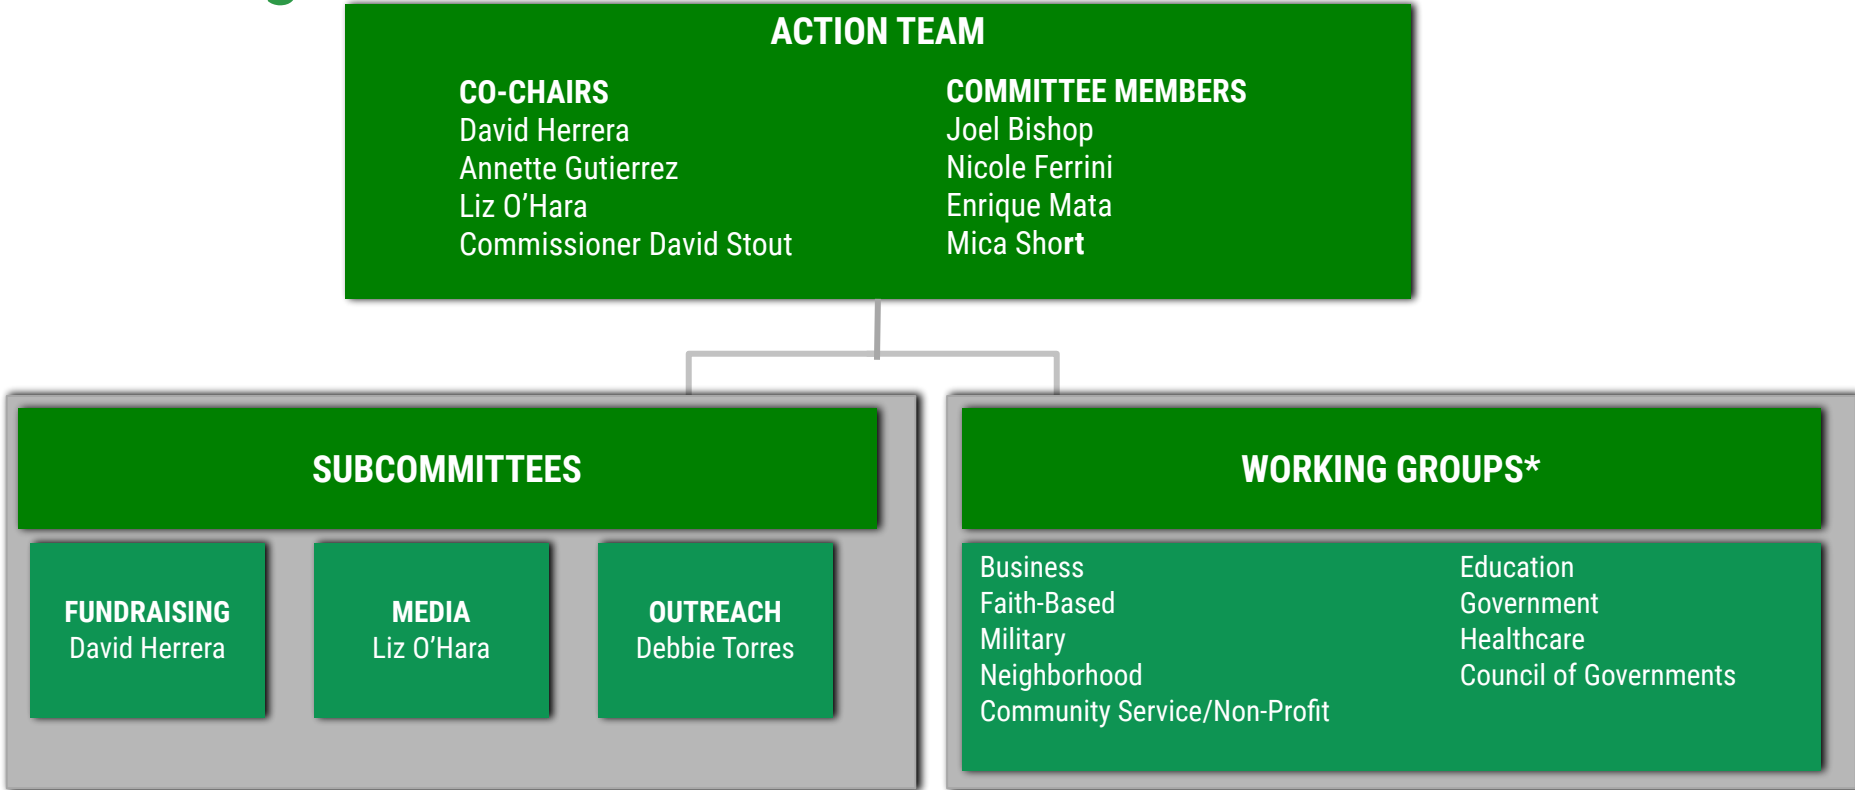 ACTION TEAM
CO-CHAIRS
David Herrera
Annette Gutierrez
Liz O’Hara
Commissioner David Stout
COMMITTEE MEMBERS
Joel Bishop
Nicole Ferrini
Enrique Mata
Mica Short
SUBCOMMITTEES
FUNDRAISING
David Herrera
MEDIA
Liz O’Hara
OUTREACH
Debbie Torres
WORKING GROUPS*
Business
Faith-Based
Military
Neighborhood
Community Service/Non-Profit
Education
Government
Healthcare
Council of Governments